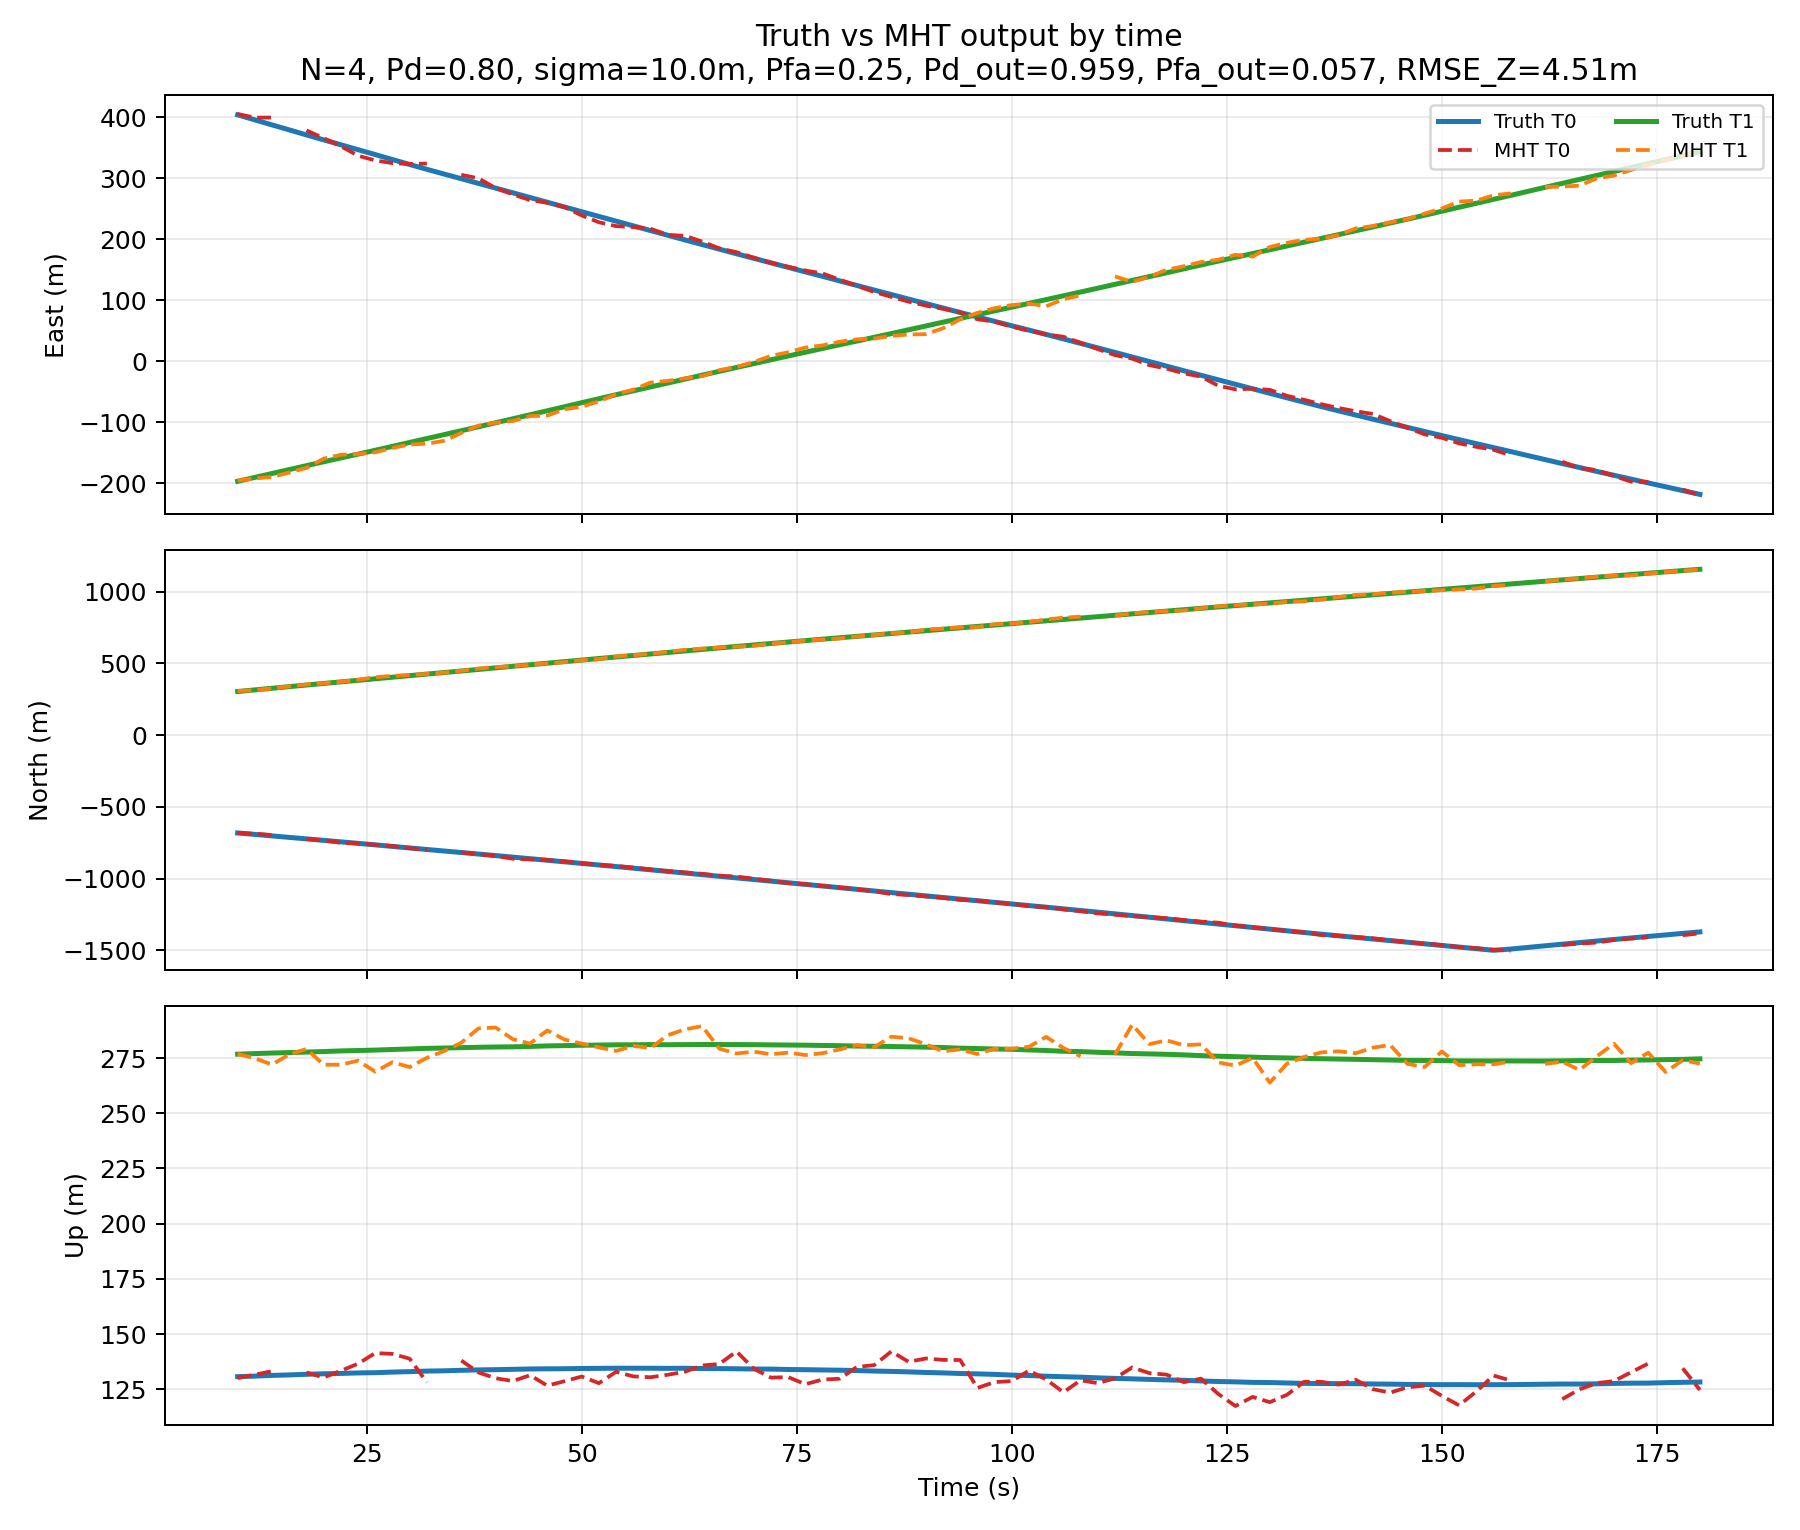 Truth vs MHT output by time
N=4, Pd=0.80, sigma=10.0m, Pfa=0.25, Pd_out=0.959, Pfa_out=0.057, RMSE_Z=4.51m
Truth T0
MHT T0
Truth T1
MHT T1
East (m)
400
300
200
100
0
−100
−200
North (m)
1000
500
0
−500
−1000
−1500
Up (m)
275
250
225
200
175
150
125
25 50 75 100 125 150 175
Time (s)